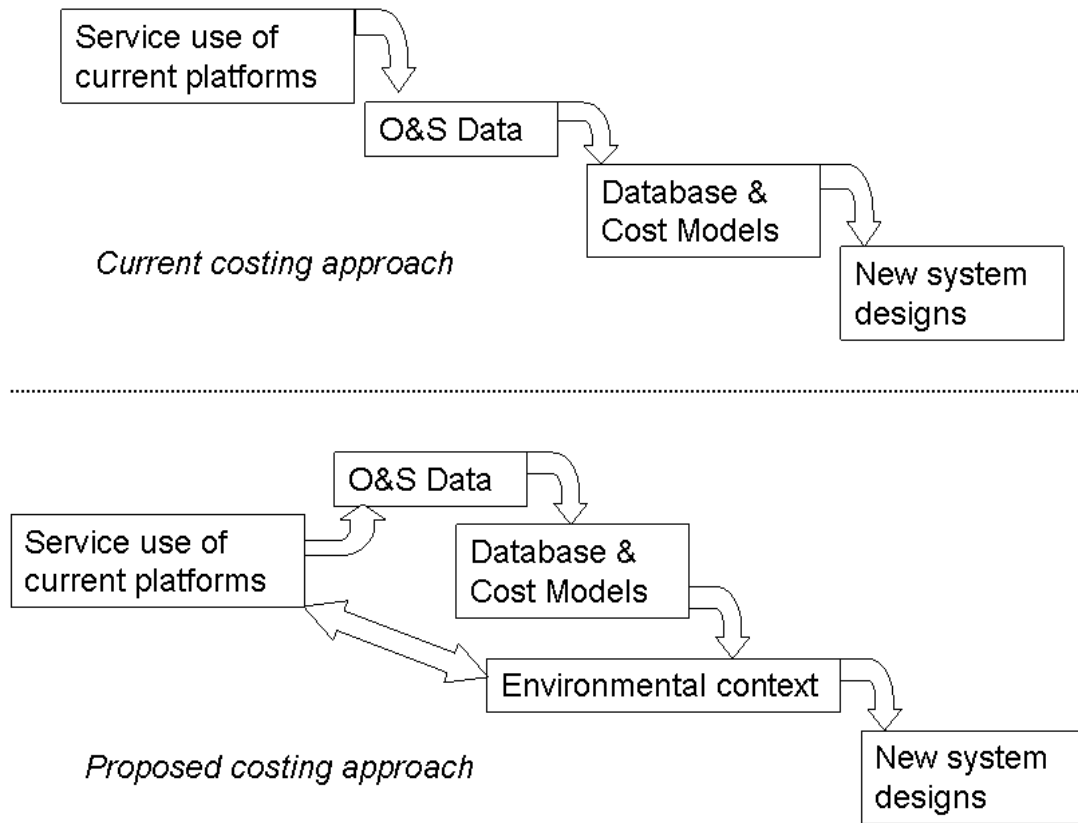 Service use of
current platforms
O&S Data
Database &
Cost Models
Current costing approach
New system
designs
O&S Data
Service use of
current platforms
Database &
Cost Models
Environmental context
Proposed costing approach
New system
designs